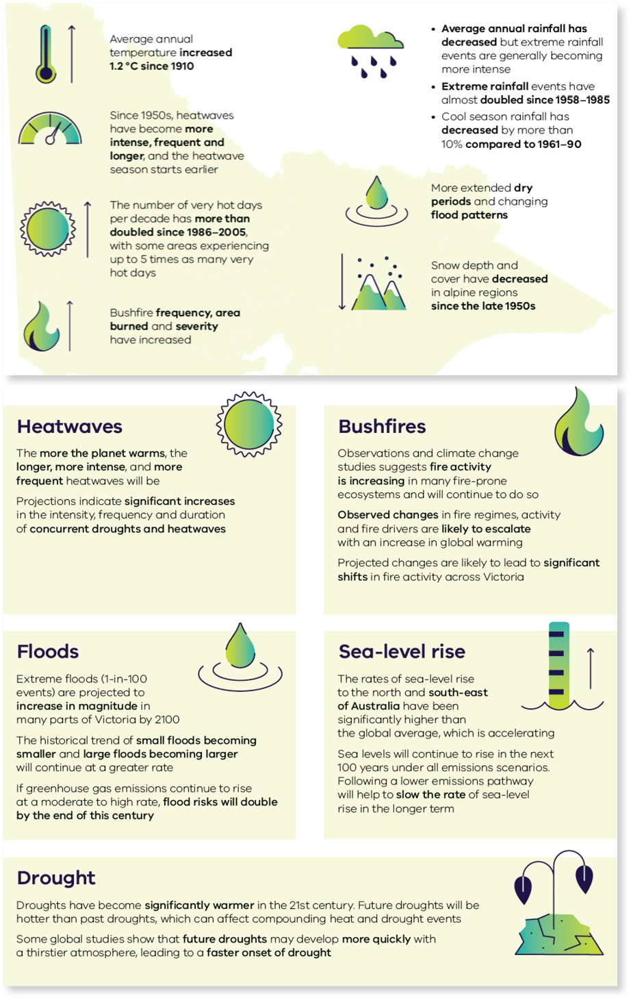 Average annual
temperature increased
1.2 °C since 1910
Since 1950s, heatwaves
have become more
intense, frequent and
longer, and the heatwave
season starts earlier
The number of very hot days
per decade has more than
doubled since 1986–2005,
with some areas experiencing
up to 5 times as many very
hot days
Bushfire frequency, area
burned and severity
have increased
• Average annual rainfall has
decreased but extreme rainfall
events are generally becoming
more intense
• Extreme rainfall events have
almost doubled since 1958–1985
• Cool season rainfall has
decreased by more than
10% compared to 1961–90
More extended dry
periods and changing
flood patterns
Snow depth and
cover have decreased
in alpine regions
since the late 1950s
Heatwaves
The more the planet warms, the
longer, more intense, and more
frequent heatwaves will be
Projections indicate significant increases
in the intensity, frequency and duration
of concurrent droughts and heatwaves
Bushfires
Observations and climate change
studies suggests fire activity
is increasing in many fire-prone
ecosystems and will continue to do so
Observed changes in fire regimes, activity
and fire drivers are likely to escalate
with an increase in global warming
Projected changes are likely to lead to significant
shifts in fire activity across Victoria
Floods
Extreme floods (1-in-100
events) are projected to
increase in magnitude in
many parts of Victoria by 2100
The historical trend of small floods becoming
smaller and large floods becoming larger
will continue at a greater rate
If greenhouse gas emissions continue to rise
at a moderate to high rate, flood risks will double
by the end of this century
Sea-level rise
The rates of sea-level rise
to the north and south-east
of Australia have been
significantly higher than
the global average, which is accelerating
Sea levels will continue to rise in the next
100 years under all emissions scenarios.
Following a lower emissions pathway
will help to slow the rate of sea-level
rise in the longer term
Drought
Droughts have become significantly warmer in the 21st century. Future droughts will be
hotter than past droughts, which can affect compounding heat and drought events
Some global studies show that future droughts may develop more quickly with
a thirstier atmosphere, leading to a faster onset of drought